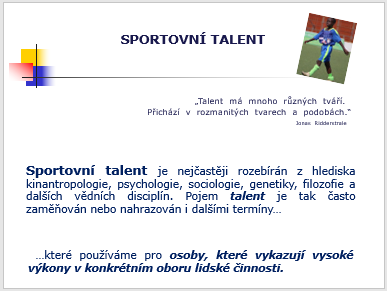 SPORTOVNÍ TALENT
„Talent má mnoho různých tváří.
Přichází v rozmanitých tvarech a podobách.“
Jonas Ridderstrale
Sportovní talent je nejčastěji rozebírán z hlediska
kinantropologie, psychologie, sociologie, genetiky, filozofie a
dalších vědních disciplín. Pojem talent je tak často
zaměňován nebo nahrazován i dalšími termíny…
…které používáme pro osoby, které vykazují vysoké
výkony v konkrétním oboru lidské činnosti.